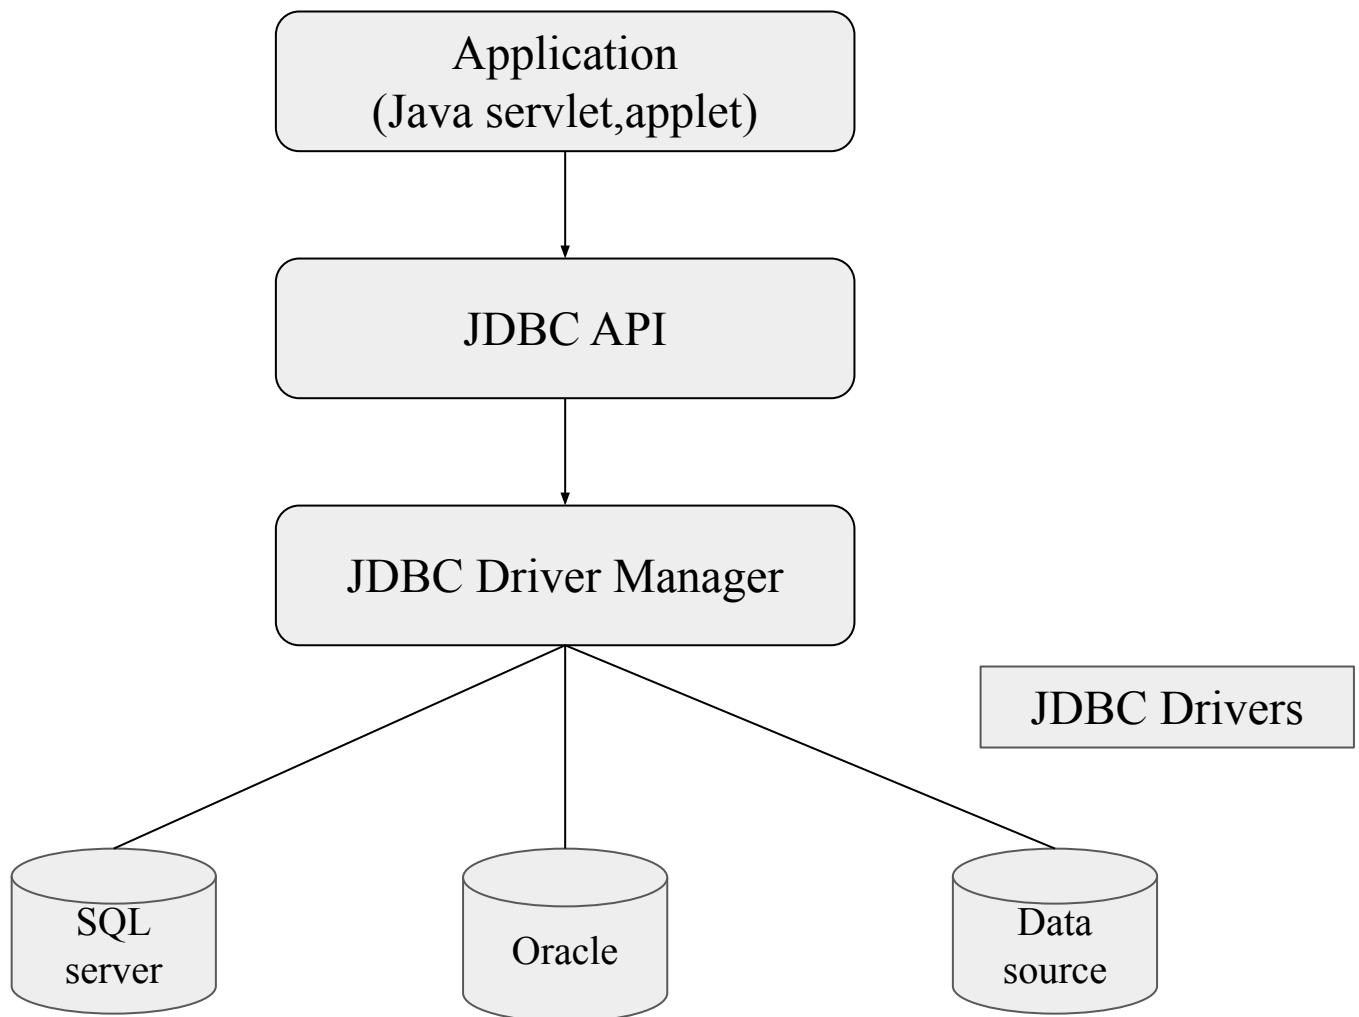 Application
(Java servlet,applet)
JDBC API
JDBC Driver Manager
JDBC Drivers
SQL
server
Oracle
Data
source